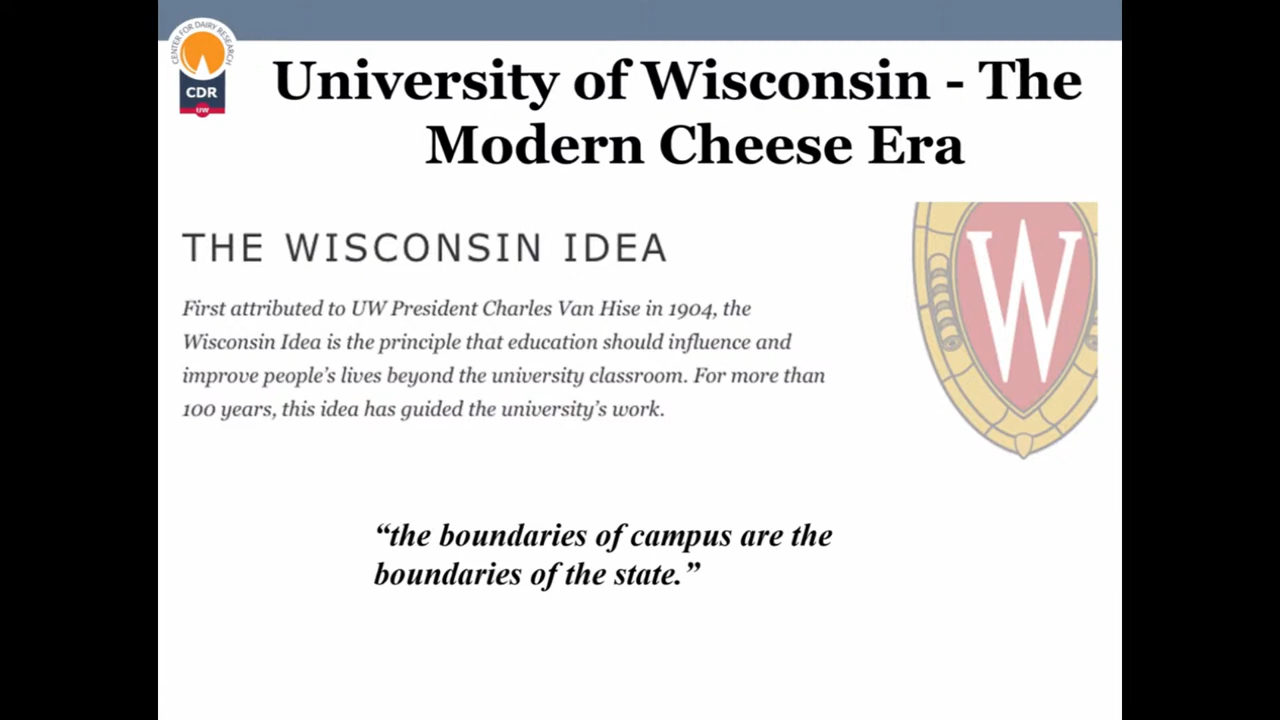 CENTER FOR DAIRY RESEARCH
CDR
UW
University of Wisconsin - The
Modern Cheese Era
THE WISCONSIN IDEA
First attributed to UW President Charles Van Hise in 1904, the
Wisconsin Idea is the principle that education should influence and
improve people’s lives beyond the university classroom. For more than
100 years, this idea has guided the university’s work.
W
“the boundaries of campus are the
boundaries of the state.”